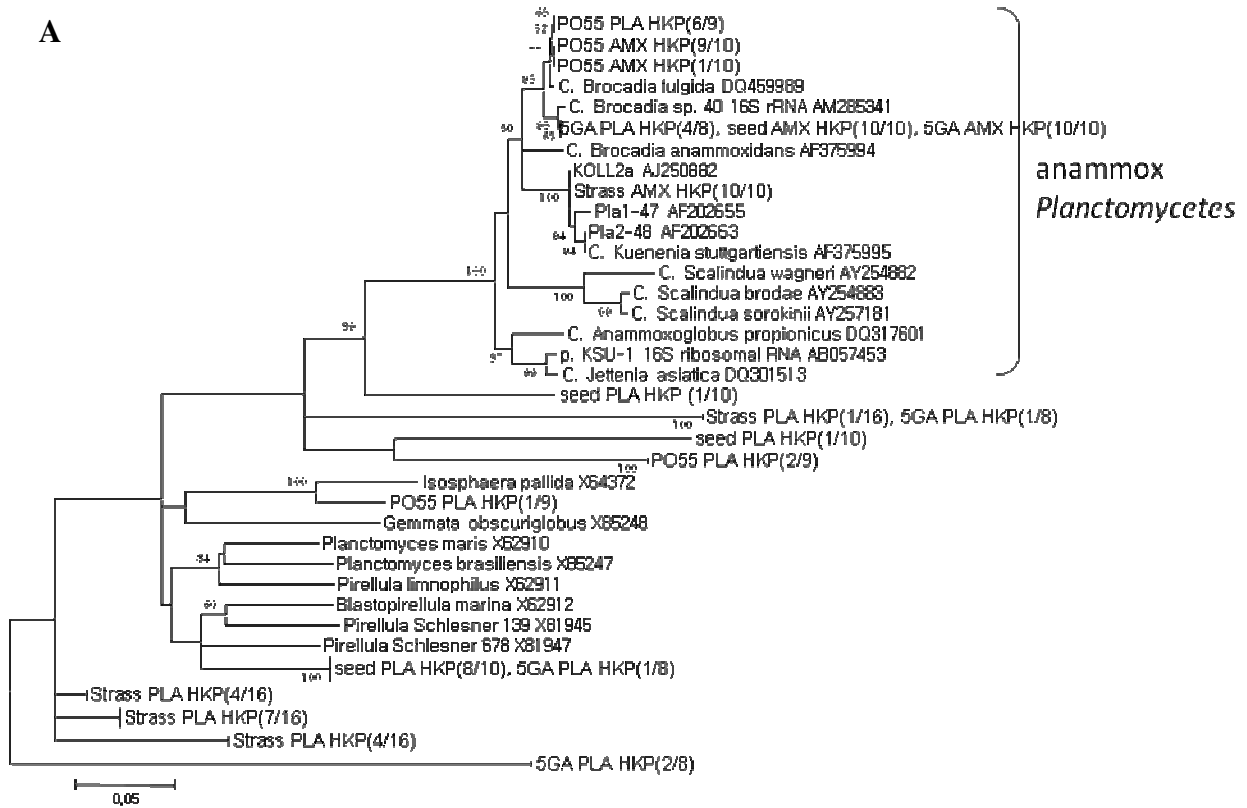 A
PO55 PLA HKP(6/9)
PO55 AMX HKP(9/10)
PO55 AMX HKP(1/10)
C. Brocadia fulgida DQ459989
C. Brocadia sp. 40 16S rRNA AM285341
5GA PLA HKP(4/8), seed AMX HKP(10/10), 5GA AMX HKP(10/10)
C. Brocadia anammoxidans AF375994
KOLL2a AJ250882
Strass AMX HKP(10/10)
Pla1-47 AF202655
Pla2-48 AF202663
C. Kuenenia stuttgartiensis AF375995
C. Scalindua wagneri AY254882
C. Scalindua brodae AY254883
C. Scalindua sorokinii AY257181
C. Anammoxoglobus propionicus DQ317601
p. KSU-1 16S ribosomal RNA AB057453
C. Jettenia asiatica DQ301513
anammox
Planctomycetes
seed PLA HKP (1/10)
Strass PLA HKP(1/16), 5GA PLA HKP(1/8)
seed PLA HKP(1/10)
PO55 PLA HKP(2/9)
Isosphaera pallida X64372
PO55 PLA HKP(1/9)
Gemmata obscuriglobus X85248
Planctomyces maris X62910
Planctomyces brasiliensis X85247
Pirellula limnophilus X62911
Blastopirellula marina X62912
Pirellula Schlesner 139 X81945
Pirellula Schlesner 678 X81947
seed PLA HKP(8/10), 5GA PLA HKP(1/8)
Strass PLA HKP(4/16)
Strass PLA HKP(7/16)
Strass PLA HKP(4/16)
5GA PLA HKP(2/8)
100
100
100
100
100
100
100
0,05